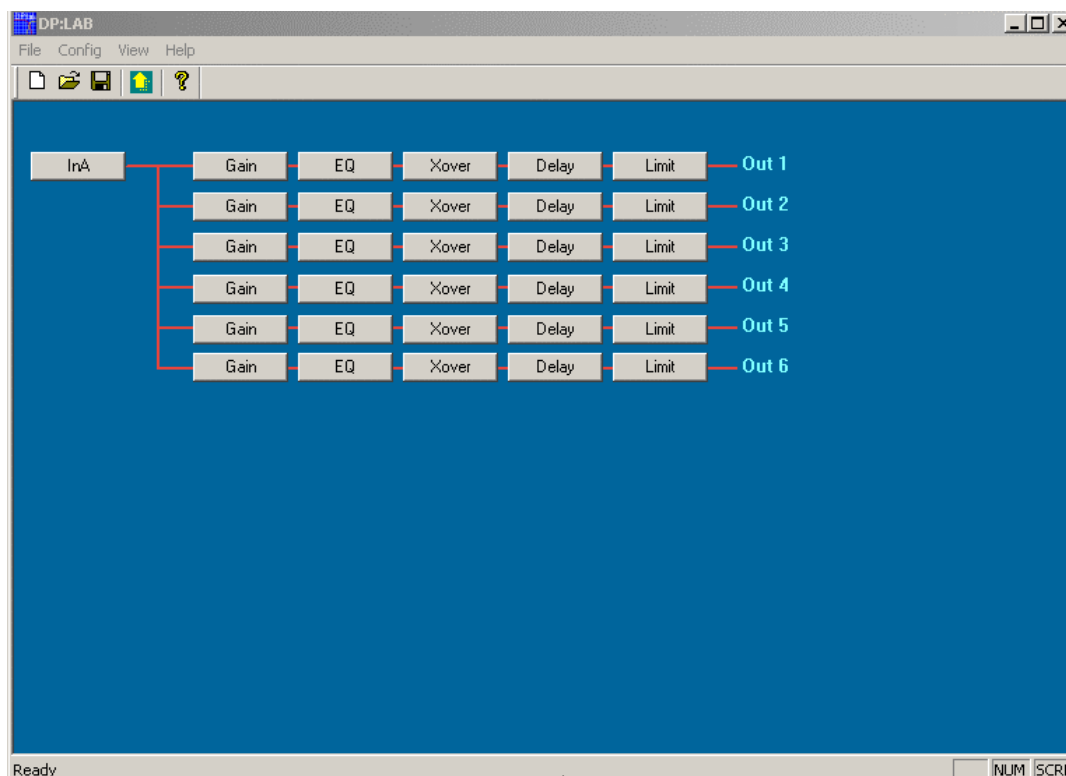 DP:LAB
File Config View Help
InA Gain EQ Xover Delay Limit Out 1
Gain EQ Xover Delay Limit Out 2
Gain EQ Xover Delay Limit Out 3
Gain EQ Xover Delay Limit Out 4
Gain EQ Xover Delay Limit Out 5
Gain EQ Xover Delay Limit Out 6
Ready NUM SCRL